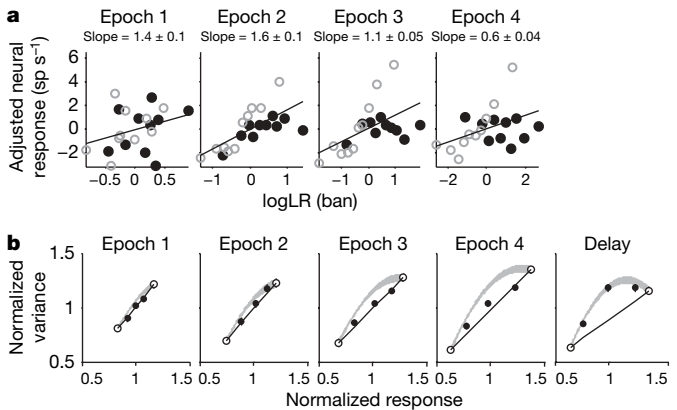 a
Epoch 1 Epoch 2 Epoch 3 Epoch 4
Slope = 1.4 ± 0.1 Slope = 1.6 ± 0.1 Slope = 1.1 ± 0.05 Slope = 0.6 ± 0.04
Adjusted neural
response (sp s⁻¹)
6
4
2
0
−2
−0.5 0 0.5 −1 0 1 −1 0 1 −2 0 2
logLR (ban)
b
Epoch 1 Epoch 2 Epoch 3 Epoch 4 Delay
Normalized
variance
1.5
1
0.5
0.5 1 1.5 0.5 1 1.5 0.5 1 1.5 0.5 1 1.5 0.5 1 1.5
Normalized response